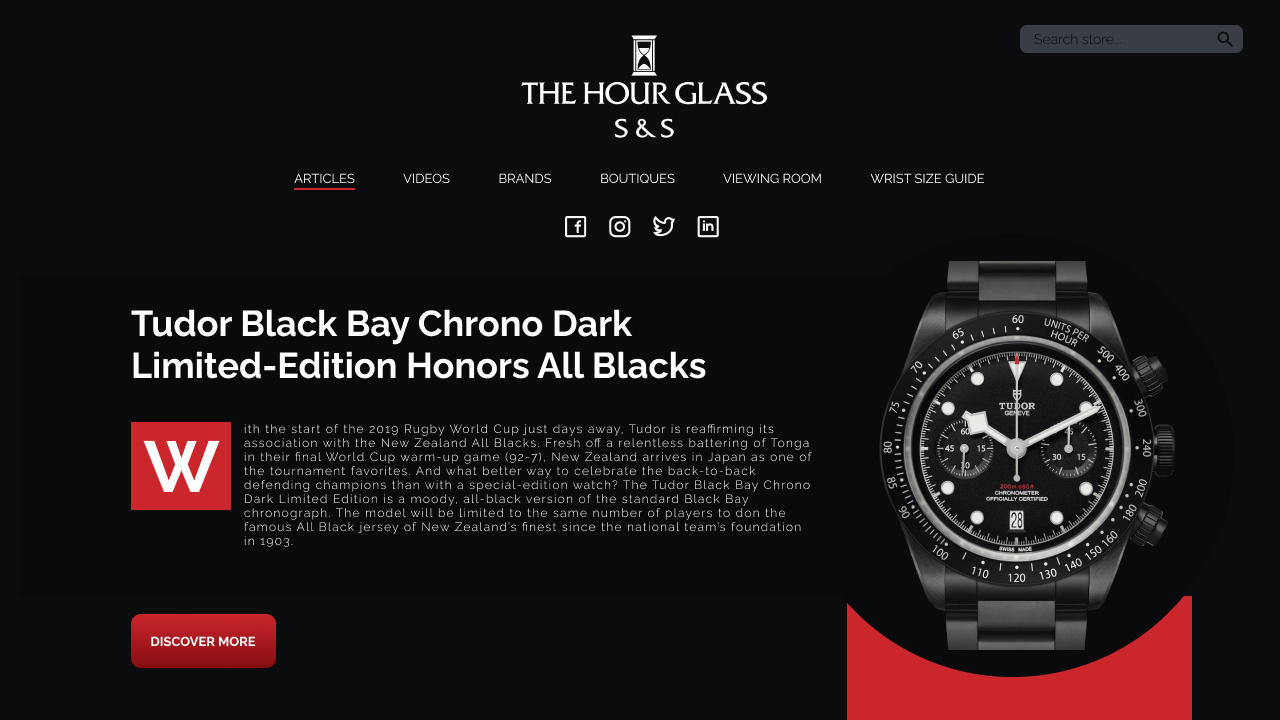 Search store...
THE HOUR GLASS
S & S
ARTICLES VIDEOS BRANDS BOUTIQUES VIEWING ROOM WRIST SIZE GUIDE
Tudor Black Bay Chrono Dark
Limited-Edition Honors All Blacks
W
ith the start of the 2019 Rugby World Cup just days away, Tudor is reaffirming its
association with the New Zealand All Blacks. Fresh off a relentless battering of Tonga
in their final World Cup warm-up game (92-7), New Zealand arrives in Japan as one of
the tournament favorites. And what better way to celebrate the back-to-back
defending champions than with a special-edition watch? The Tudor Black Bay Chrono
Dark Limited Edition is a moody, all-black version of the standard Black Bay
chronograph. The model will be limited to the same number of players to don the
famous All Black jersey of New Zealand's finest since the national team's foundation
in 1903.
DISCOVER MORE
60
UNITS PER
HOUR
500
400
300
240
200
180
160
150
140
130
120
110
100
90
85
80
75
70
65
TUDOR
GENEVE
60
45 15
30
45
30 15
200m:660ft
CHRONOMETER
OFFICIALLY CERTIFIED
28
SWISS MADE